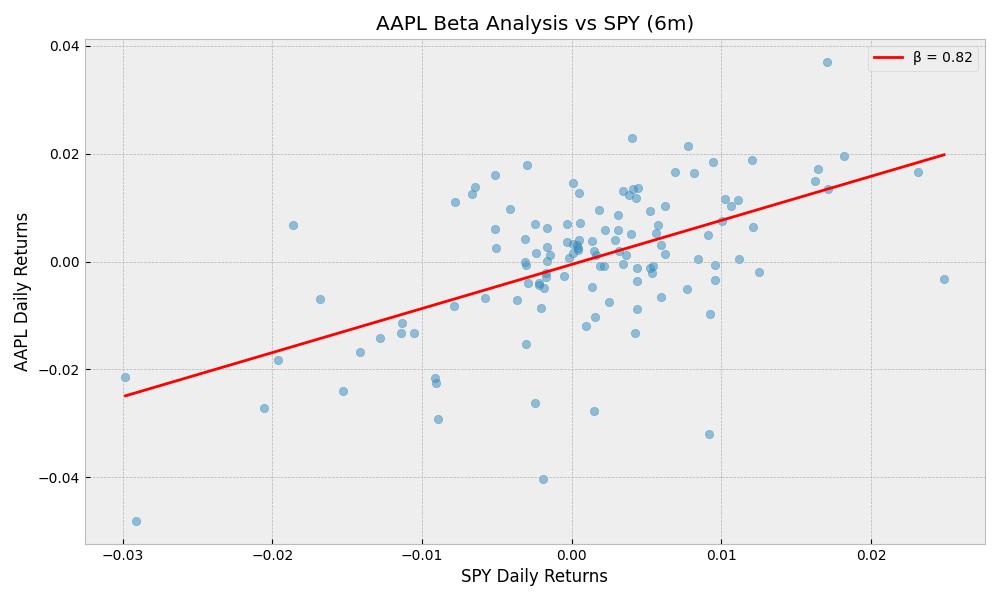 AAPL Beta Analysis vs SPY (6m)
β = 0.82
AAPL Daily Returns
0.04
0.02
0.00
−0.02
−0.04
−0.03
−0.02
−0.01
0.00
0.01
0.02
SPY Daily Returns